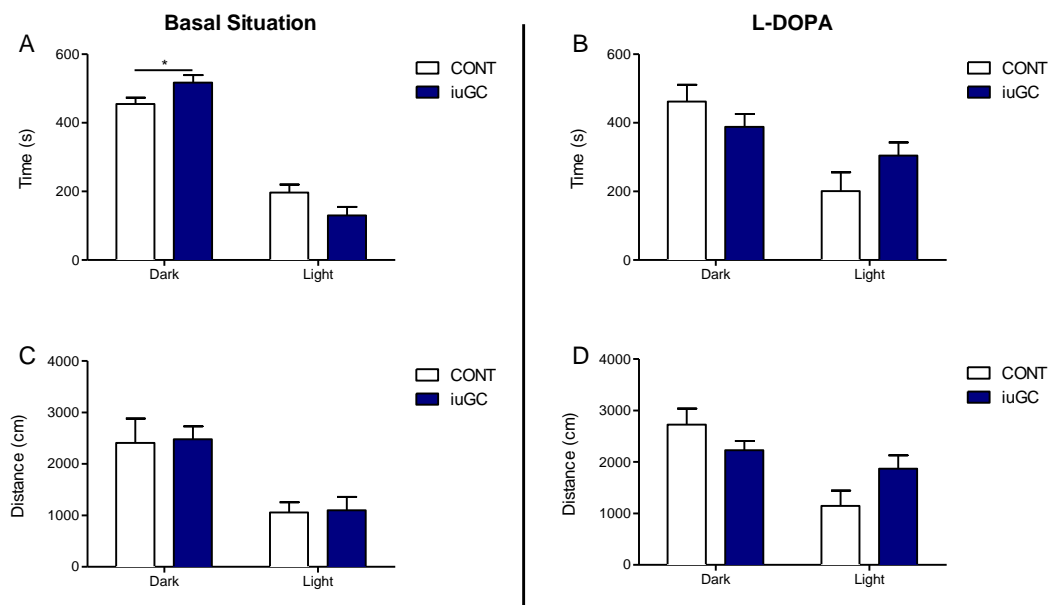 Basal Situation
L-DOPA
A
600
400
200
0
Time (s)
*
Dark
Light
CONT
iuGC
B
600
400
200
0
Time (s)
Dark
Light
CONT
iuGC
C
4000
3000
2000
1000
0
Distance (cm)
Dark
Light
CONT
iuGC
D
4000
3000
2000
1000
0
Distance (cm)
Dark
Light
CONT
iuGC